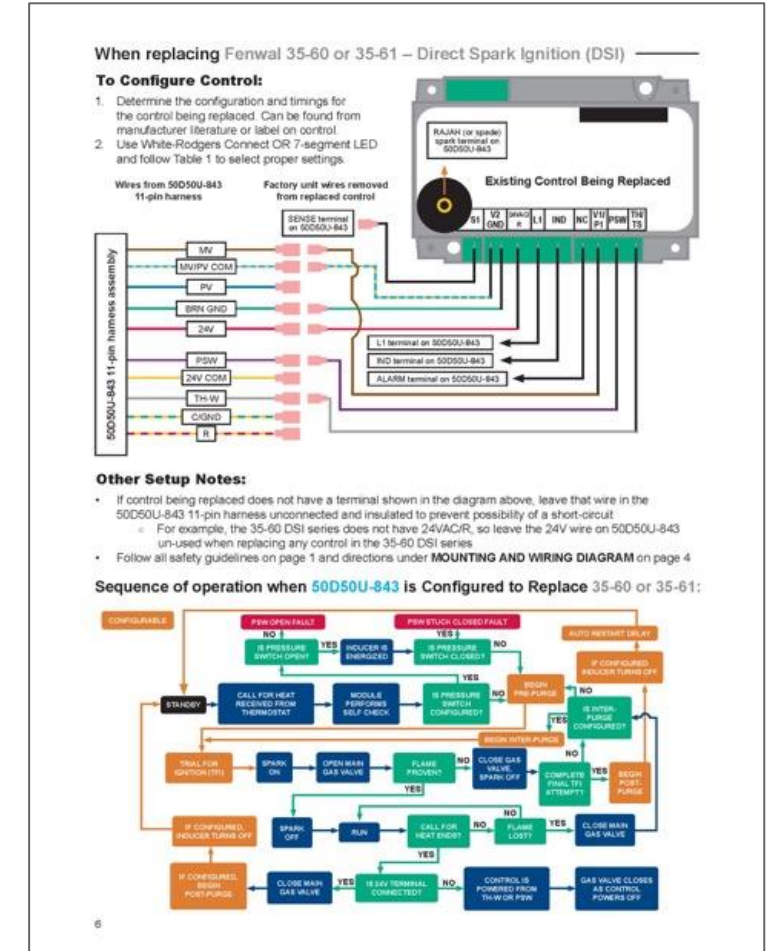 When replacing Fenwal 35-60 or 35-61 – Direct Spark Ignition (DSI)
To Configure Control:
1. Determine the configuration and timings for
the control being replaced. Can be found from
manufacturer literature or label on control.
2. Use White-Rodgers Connect OR 7-segment LED
and follow Table 1 to select proper settings.
Wires from 50D50U-843
11-pin harness
Factory unit wires removed
from replaced control
RAJAH (or spade)
spark terminal on
50D50U-843
Existing Control Being Replaced
SENSE terminal
on 50D50U-843
S1
V2
GND
24VAC/
R
L1
IND
NC
V1/
P1
PSW
TH/
TS
50D50U-843 11-pin harness assembly
MV
MV/PV COM
PV
BRN GND
24V
PSW
24V COM
TH-W
C/GND
R
L1 terminal on 50D50U-843
IND terminal on 50D50U-843
ALARM terminal on 50D50U-843
Other Setup Notes:
• If control being replaced does not have a terminal shown in the diagram above, leave that wire in the
50D50U-843 11-pin harness unconnected and insulated to prevent possibility of a short-circuit
○ For example, the 35-60 DSI series does not have 24VAC/R, so leave the 24V wire on 50D50U-843
un-used when replacing any control in the 35-60 DSI series
• Follow all safety guidelines on page 1 and directions under MOUNTING AND WIRING DIAGRAM on page 4
Sequence of operation when 50D50U-843 is Configured to Replace 35-60 or 35-61:
CONFIGURABLE
PSW OPEN FAULT
PSW STUCK CLOSED FAULT
AUTO RESTART DELAY
NO
YES
IS PRESSURE
SWITCH OPEN?
YES
INDUCER IS
ENERGIZED
IS PRESSURE
SWITCH CLOSED?
NO
IF CONFIGURED
INDUCER TURNS OFF
YES
STANDBY
CALL FOR HEAT
RECEIVED FROM
THERMOSTAT
MODULE
PERFORMS
SELF CHECK
IS PRESSURE
SWITCH
CONFIGURED?
NO
BEGIN
PRE-PURGE
NO
IS INTER-
PURGE
CONFIGURED?
YES
BEGIN INTER-PURGE
TRIAL FOR
IGNITION (TFI)
SPARK
ON
OPEN MAIN
GAS VALVE
FLAME
PROVEN?
NO
CLOSE GAS
VALVE,
SPARK OFF
NO
COMPLETE
FINAL TFI
ATTEMPT?
YES
BEGIN
POST-
PURGE
YES
IF CONFIGURED,
INDUCER TURNS OFF
SPARK
OFF
RUN
CALL FOR
HEAT ENDS?
NO
NO
FLAME
LOST?
YES
CLOSE MAIN
GAS VALVE
YES
IF CONFIGURED,
BEGIN
POST-PURGE
CLOSE MAIN
GAS VALVE
YES
IS 24V TERMINAL
CONNECTED?
NO
CONTROL IS
POWERED FROM
TH-W OR PSW
GAS VALVE CLOSES
AS CONTROL
POWERS OFF
6